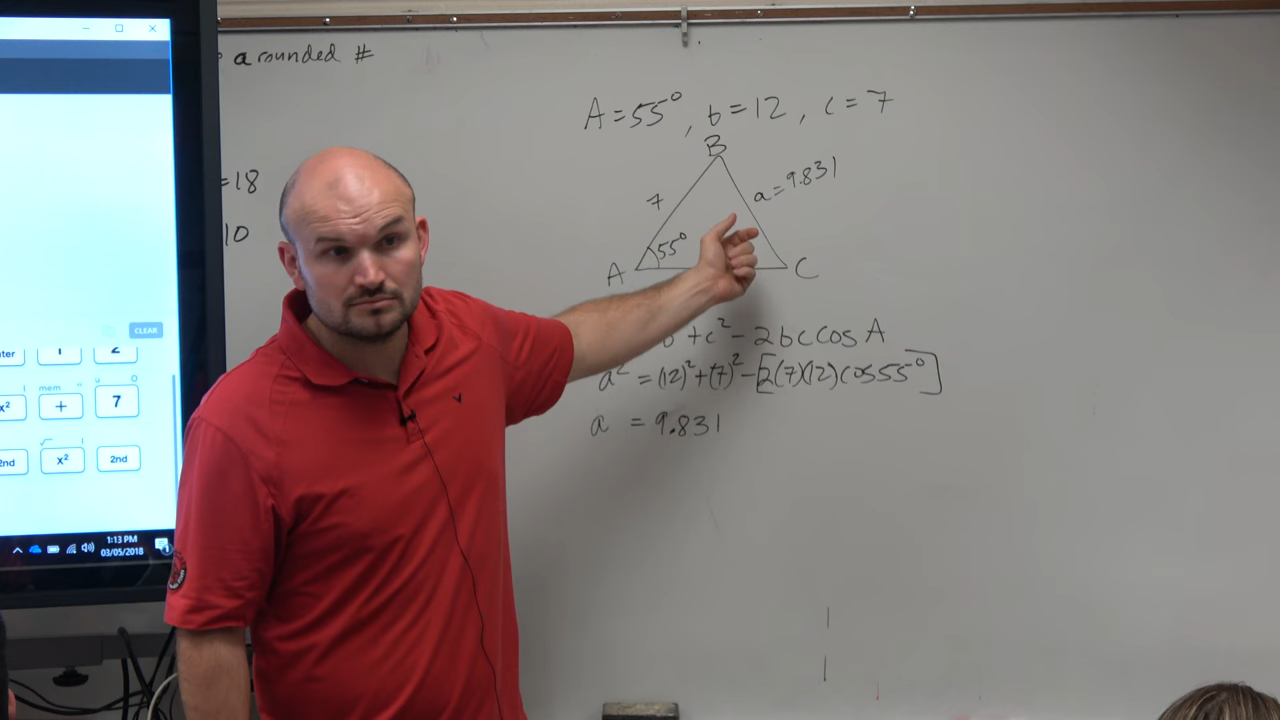 a rounded #
A = 55°, b = 12, c = 7
B
=18
7
a = 9.831
10
55°
A
C
+ c² - 2bc cos A
a² = (12)² + (7)² - [2(7)(12) cos 55°]
a = 9.831
CLEAR
1
2
x²
mem
+
7
2nd
x²
2nd
1:13 PM
03/05/2018